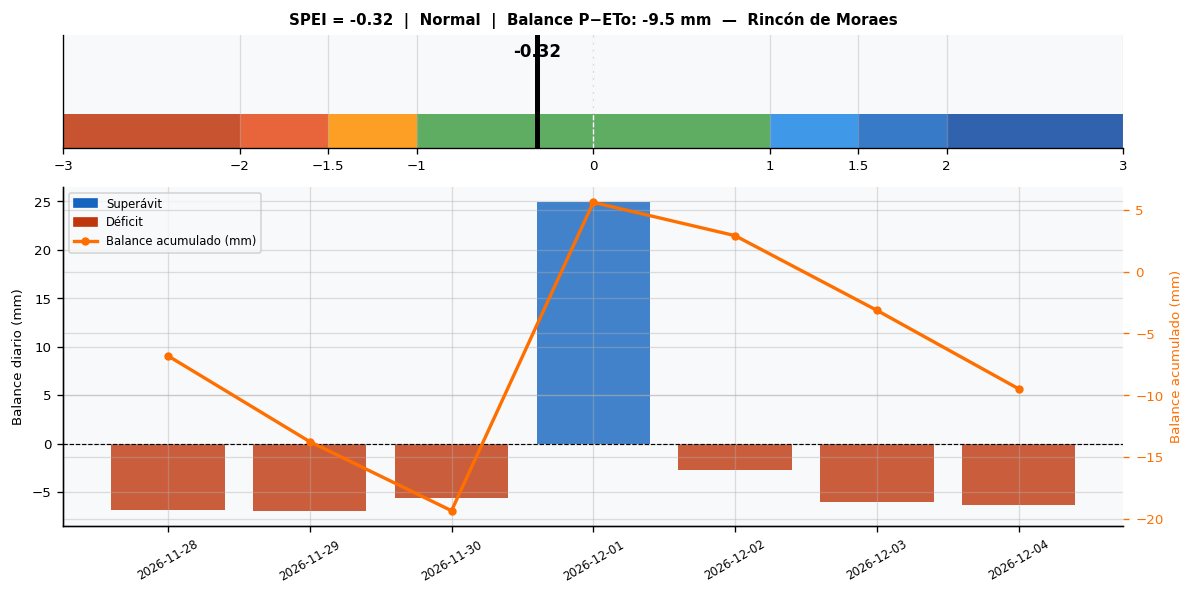 SPEI = -0.32  |  Normal  |  Balance P−ETo: -9.5 mm  —  Rincón de Moraes
-0.32
−3 −2 −1.5 −1 0 1 1.5 2 3
Superávit
Déficit
Balance acumulado (mm)
Balance diario (mm)
25
20
15
10
5
0
−5
5
0
−5
−10
−15
−20
Balance acumulado (mm)
2026-11-28 2026-11-29 2026-11-30 2026-12-01 2026-12-02 2026-12-03 2026-12-04